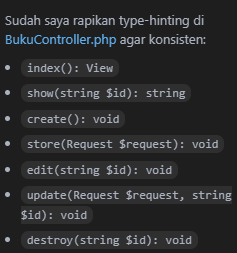 Sudah saya rapikan type-hinting di
BukuController.php agar konsisten:
• index(): View
• show(string $id): string
• create(): void
• store(Request $request): void
• edit(string $id): void
• update(Request $request, string
$id): void
• destroy(string $id): void